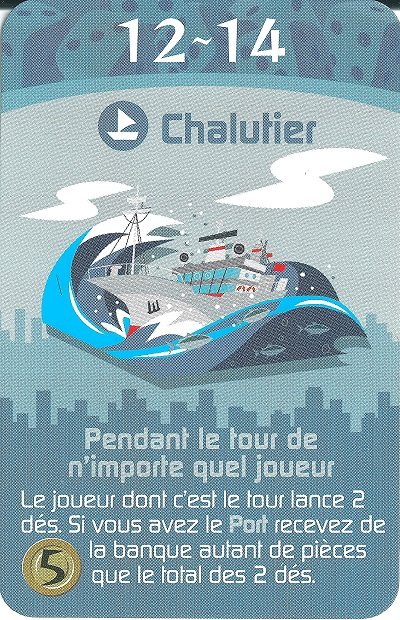 12~14
Chalutier
Pendant le tour de
n'importe quel joueur
Le joueur dont c'est le tour lance 2
dés. Si vous avez le Port recevez de
la banque autant de pièces
5 que le total des 2 dés.